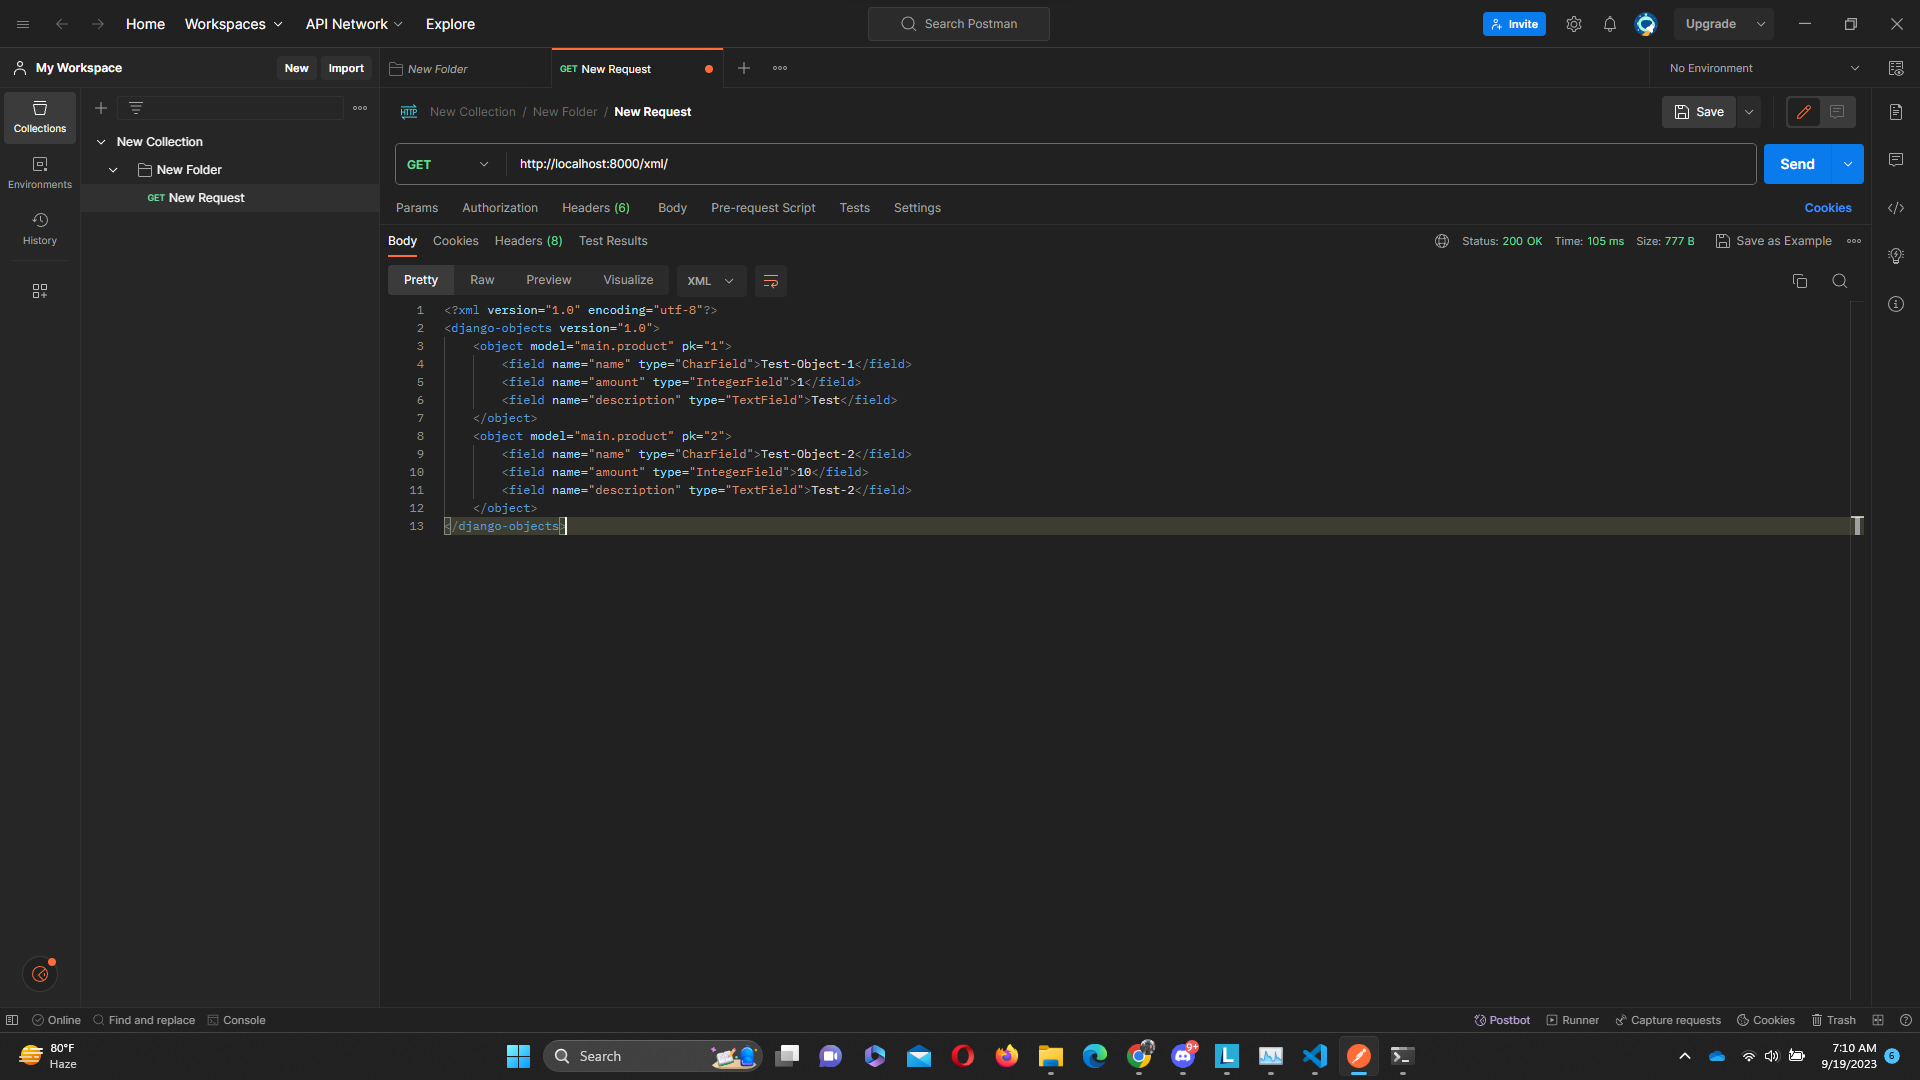 Home Workspaces API Network Explore Search Postman Invite Upgrade
My Workspace New Import New Folder GET New Request No Environment
Collections
Environments
History
New Collection
New Folder
GET New Request
HTTP New Collection / New Folder / New Request Save
GET http://localhost:8000/xml/ Send
Params Authorization Headers (6) Body Pre-request Script Tests Settings Cookies
Body Cookies Headers (8) Test Results Status: 200 OK Time: 105 ms Size: 777 B Save as Example
Pretty Raw Preview Visualize XML
1 <?xml version="1.0" encoding="utf-8"?>
2 <django-objects version="1.0">
3 <object model="main.product" pk="1">
4 <field name="name" type="CharField">Test-Object-1</field>
5 <field name="amount" type="IntegerField">1</field>
6 <field name="description" type="TextField">Test</field>
7 </object>
8 <object model="main.product" pk="2">
9 <field name="name" type="CharField">Test-Object-2</field>
10 <field name="amount" type="IntegerField">10</field>
11 <field name="description" type="TextField">Test-2</field>
12 </object>
13 </django-objects>
Online Find and replace Console Postbot Runner Capture requests Cookies Trash
80°F
Haze
Search
9+
L
7:10 AM
9/19/2023
6